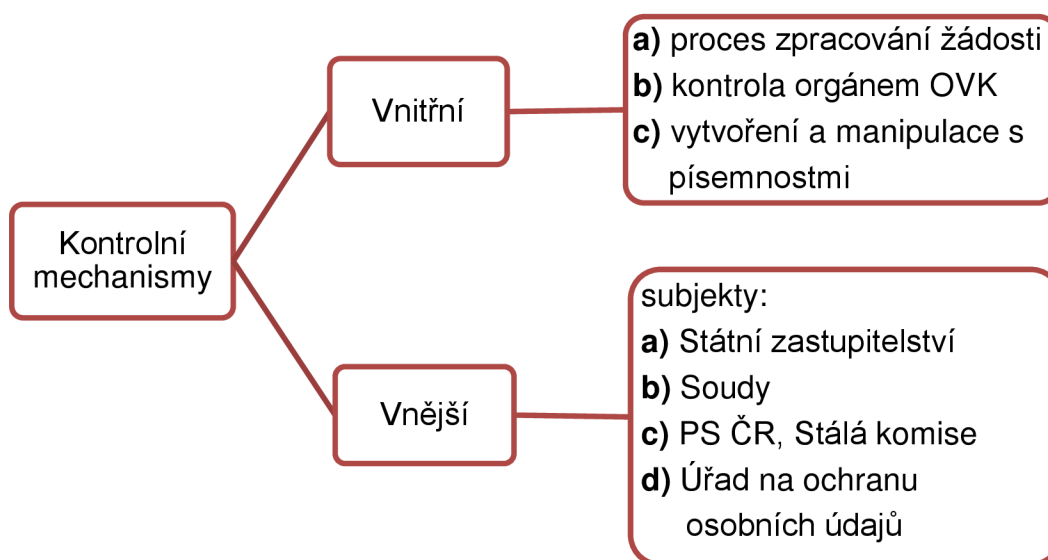 Kontrolní
mechanismy
Vnitřní
a) proces zpracování žádosti
b) kontrola orgánem OVK
c) vytvoření a manipulace s
písemnostmi
Vnější
subjekty:
a) Státní zastupitelství
b) Soudy
c) PS ČR, Stálá komise
d) Úřad na ochranu
osobních údajů